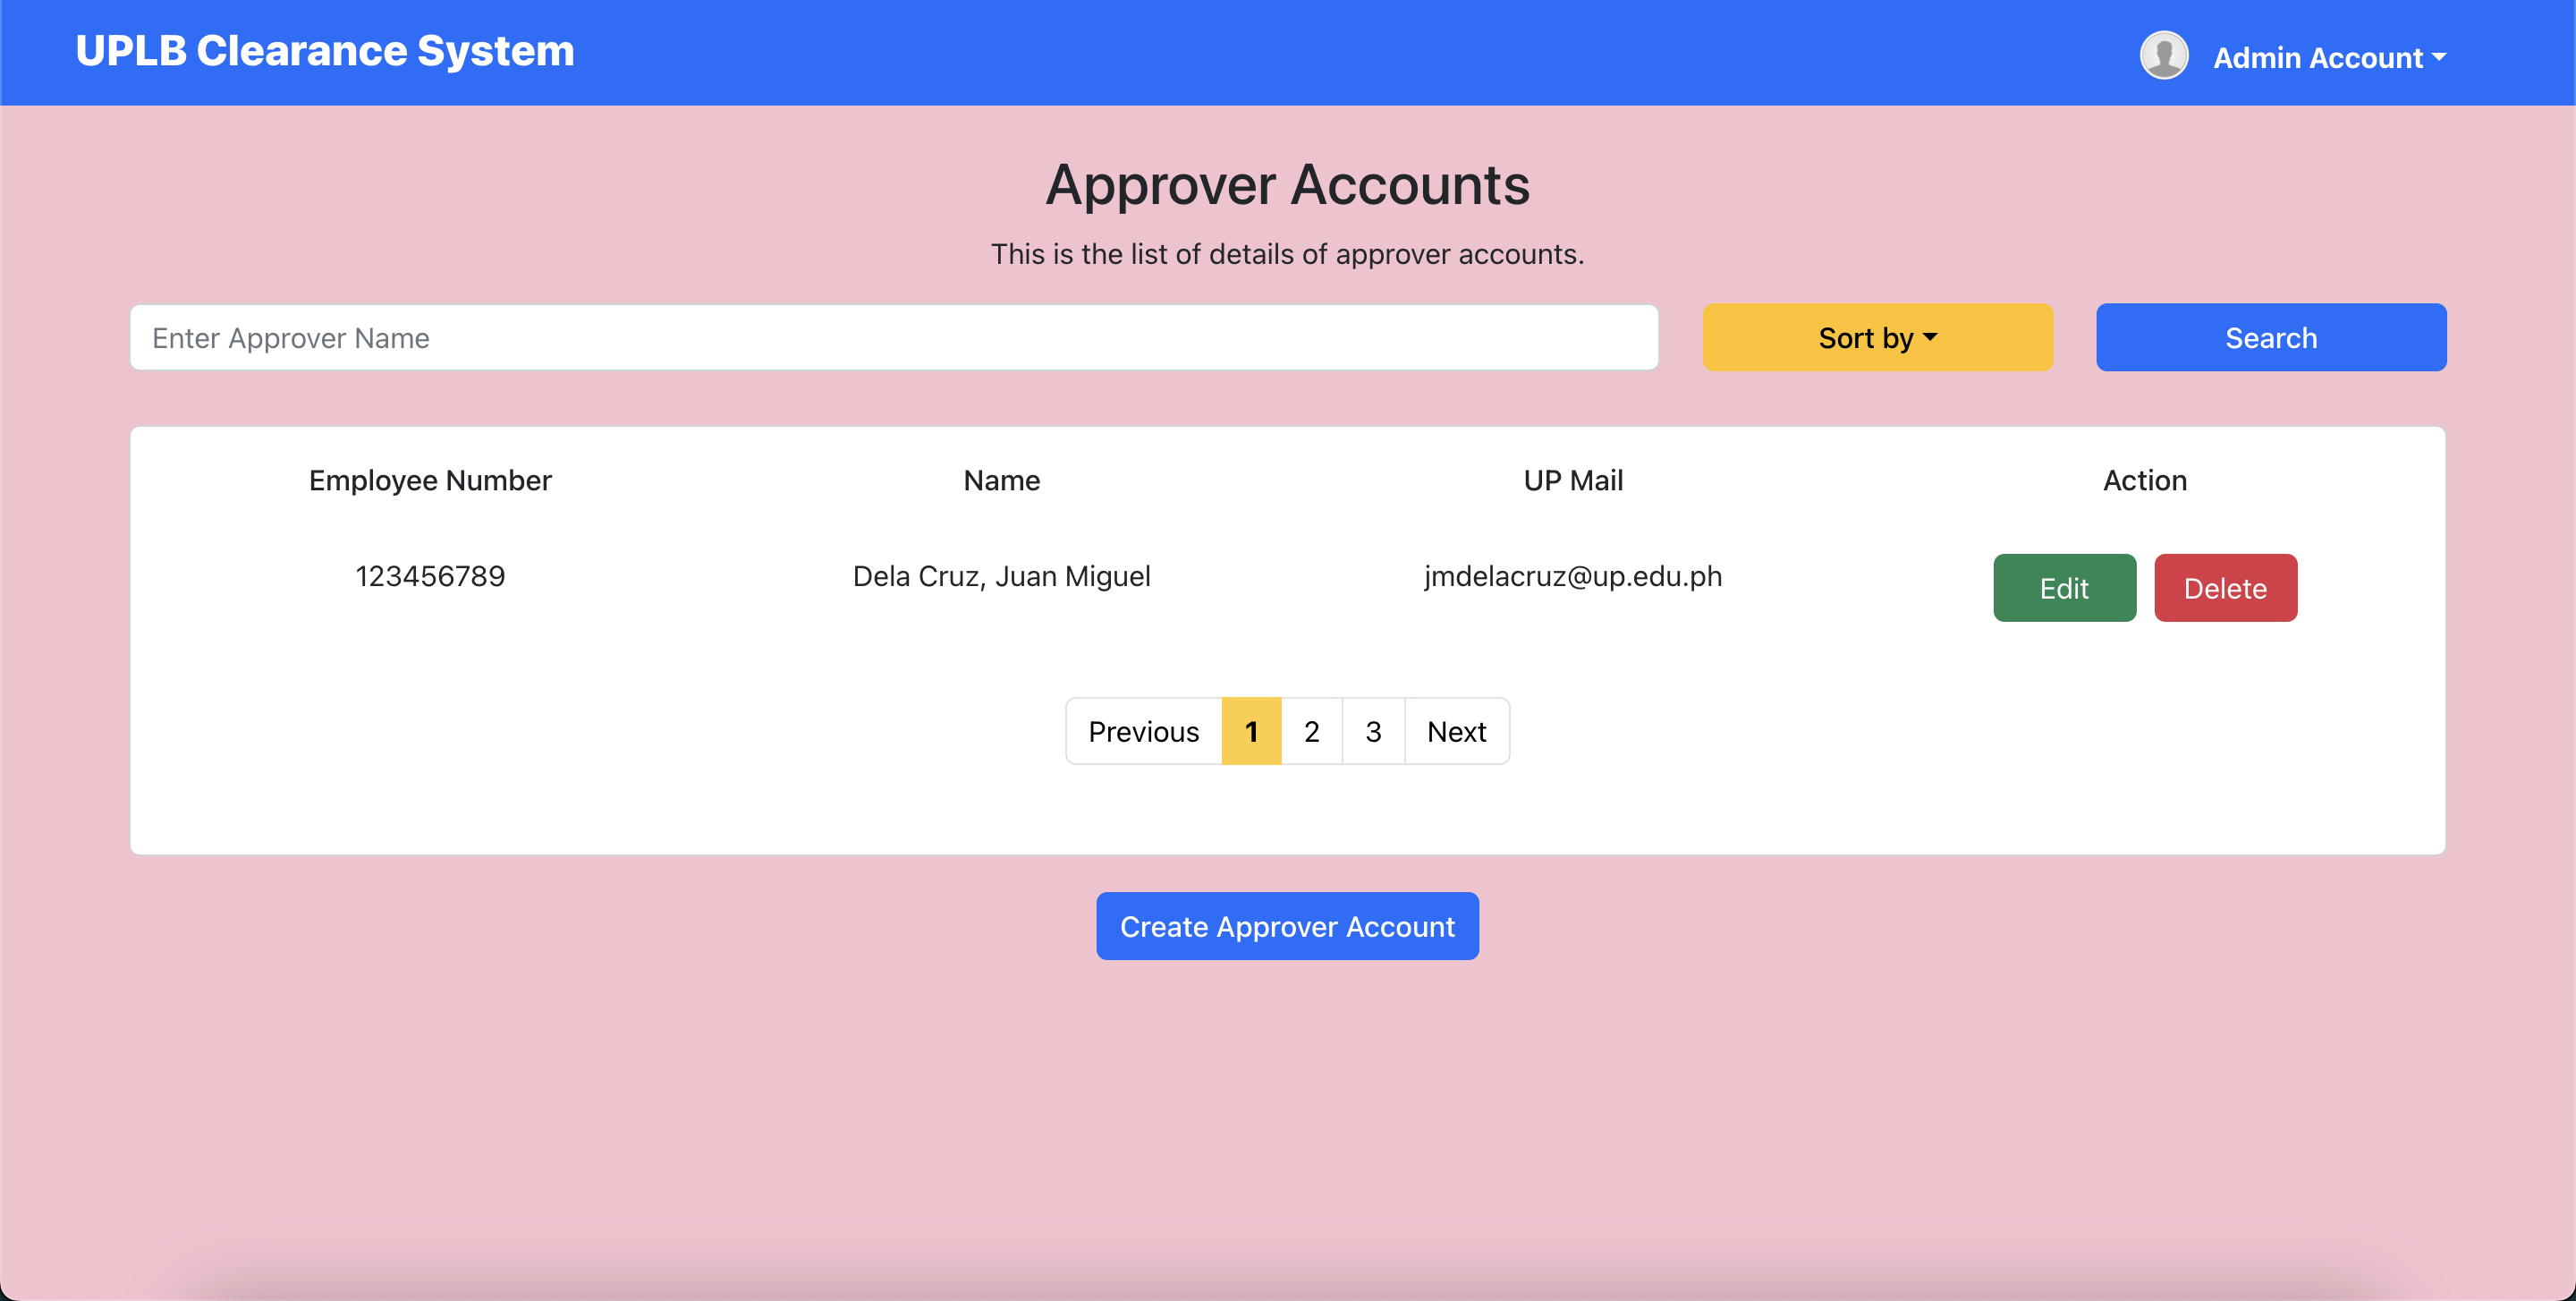 UPLB Clearance System
Admin Account
Approver Accounts
This is the list of details of approver accounts.
Enter Approver Name
Sort by
Search
Employee Number Name UP Mail Action
123456789 Dela Cruz, Juan Miguel jmdelacruz@up.edu.ph Edit Delete
Previous 1 2 3 Next
Create Approver Account